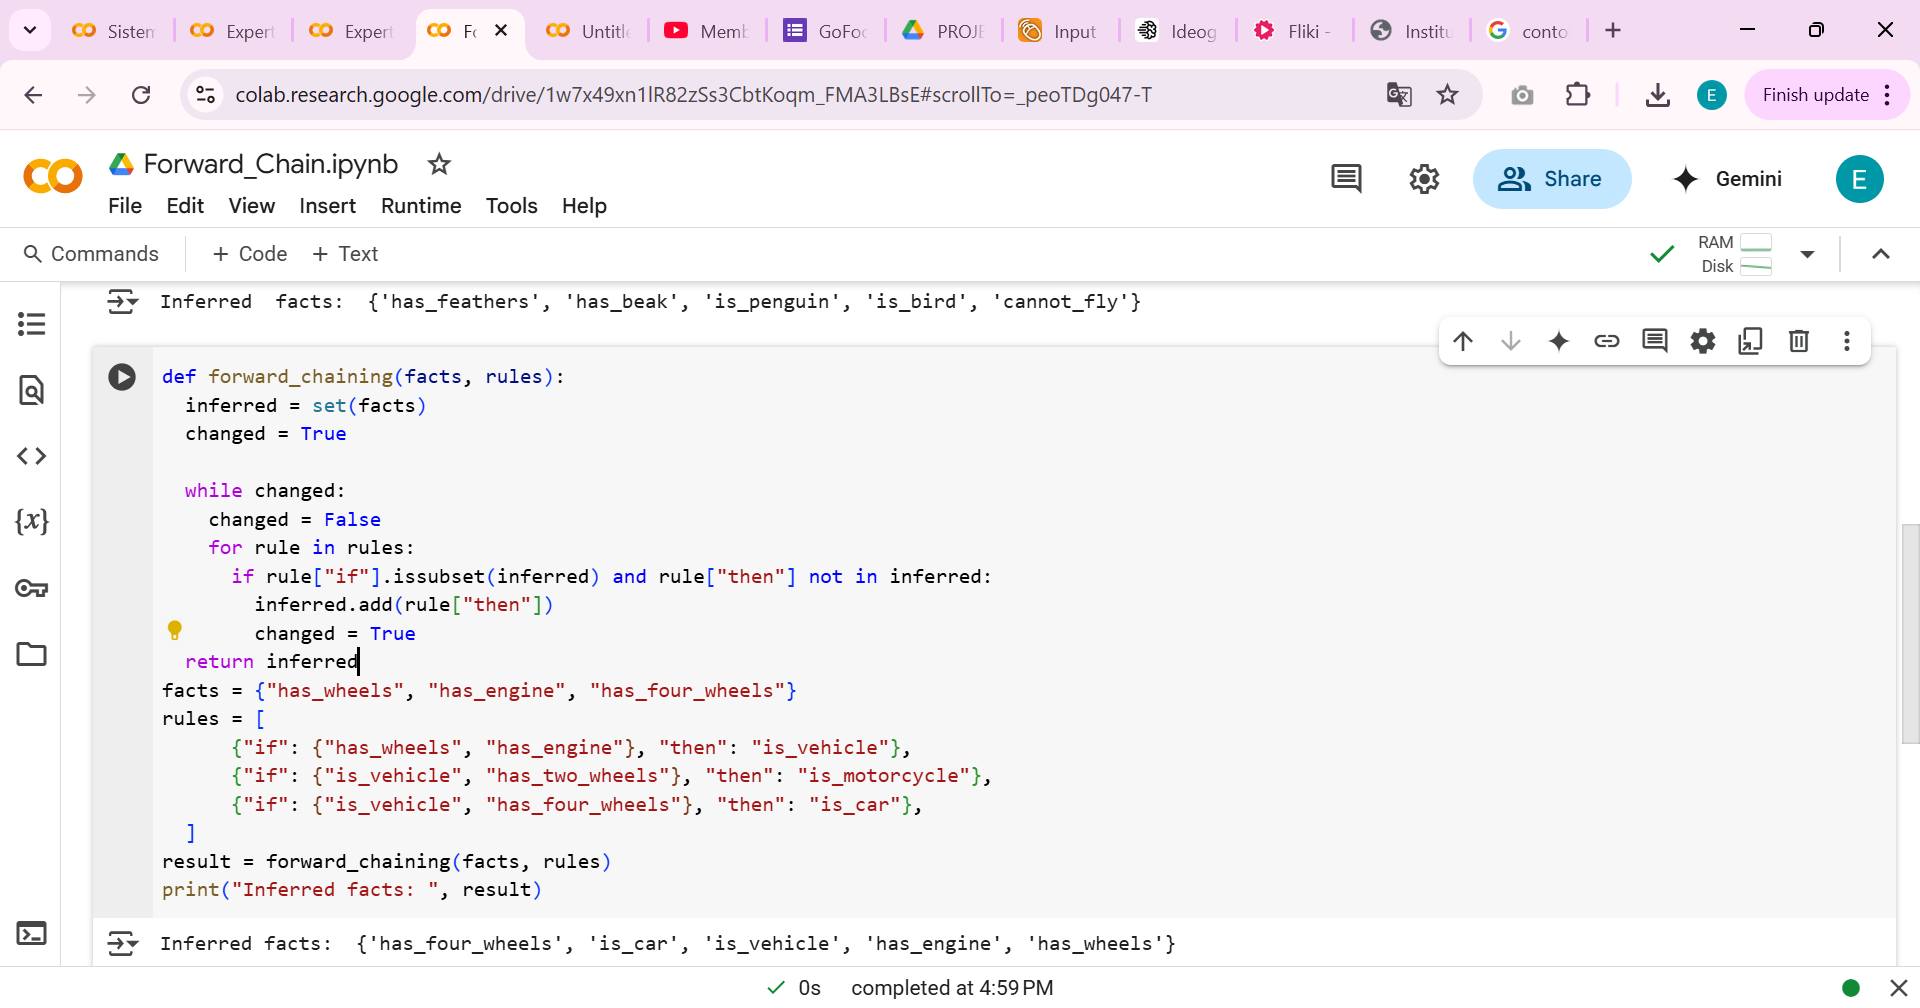 Sistem
Expert
Expert
Fo
Untitle
Memb
GoFoo
PROJE
Input
Ideog
Fliki -
Institu
conto
colab.research.google.com/drive/1w7x49xn1lR82zSs3CbtKoqm_FMA3LBsE#scrollTo=_peoTDg047-T
E
Finish update
Forward_Chain.ipynb
File Edit View Insert Runtime Tools Help
Share
Gemini
E
Commands
+ Code
+ Text
RAM
Disk
Inferred  facts:  {'has_feathers', 'has_beak', 'is_penguin', 'is_bird', 'cannot_fly'}
def forward_chaining(facts, rules):
  inferred = set(facts)
  changed = True
  while changed:
    changed = False
    for rule in rules:
      if rule["if"].issubset(inferred) and rule["then"] not in inferred:
        inferred.add(rule["then"])
        changed = True
  return inferred
facts = {"has_wheels", "has_engine", "has_four_wheels"}
rules = [
      {"if": {"has_wheels", "has_engine"}, "then": "is_vehicle"},
      {"if": {"is_vehicle", "has_two_wheels"}, "then": "is_motorcycle"},
      {"if": {"is_vehicle", "has_four_wheels"}, "then": "is_car"},
  ]
result = forward_chaining(facts, rules)
print("Inferred facts: ", result)
Inferred facts:  {'has_four_wheels', 'is_car', 'is_vehicle', 'has_engine', 'has_wheels'}
0s completed at 4:59 PM